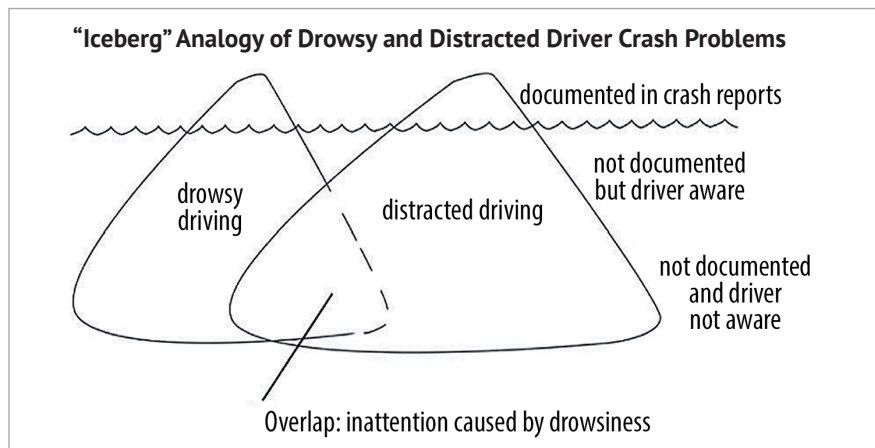 “Iceberg” Analogy of Drowsy and Distracted Driver Crash Problems
documented in crash reports
not documented
but driver aware
drowsy
driving
distracted driving
not documented
and driver
not aware
Overlap: inattention caused by drowsiness